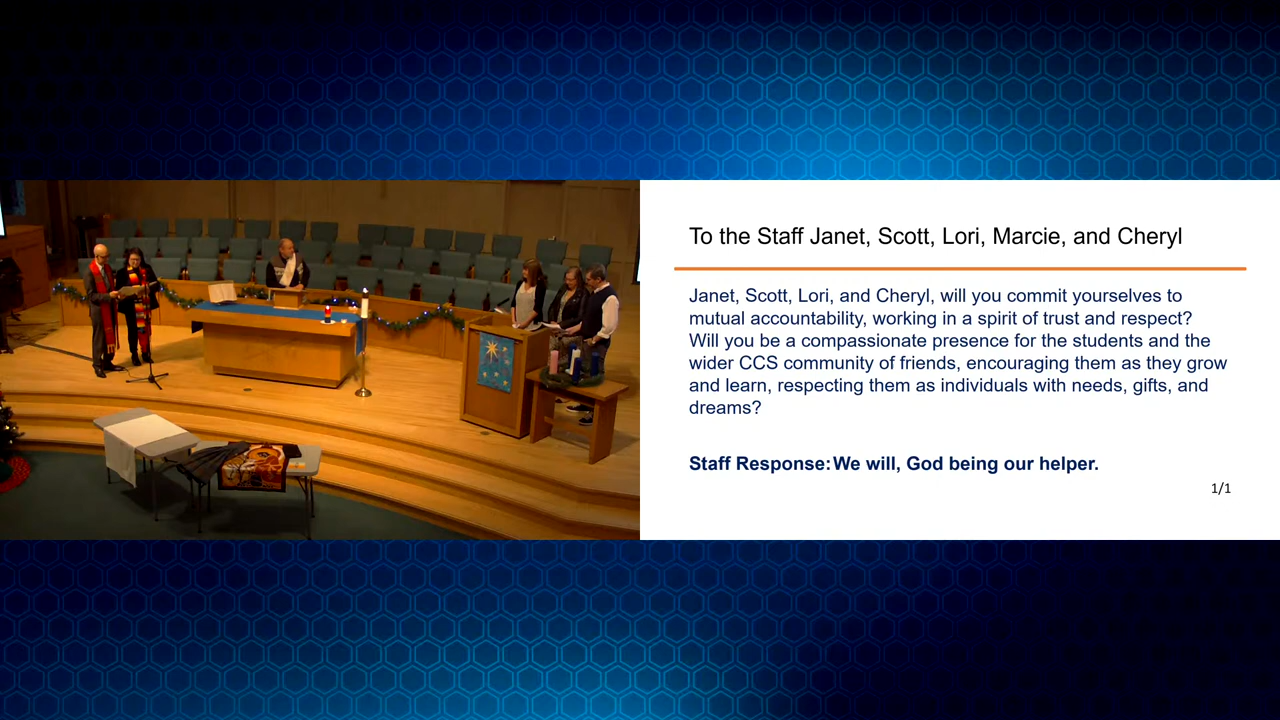 To the Staff Janet, Scott, Lori, Marcie, and Cheryl
Janet, Scott, Lori, and Cheryl, will you commit yourselves to
mutual accountability, working in a spirit of trust and respect?
Will you be a compassionate presence for the students and the
wider CCS community of friends, encouraging them as they grow
and learn, respecting them as individuals with needs, gifts, and
dreams?
Staff Response: We will, God being our helper.
1/1